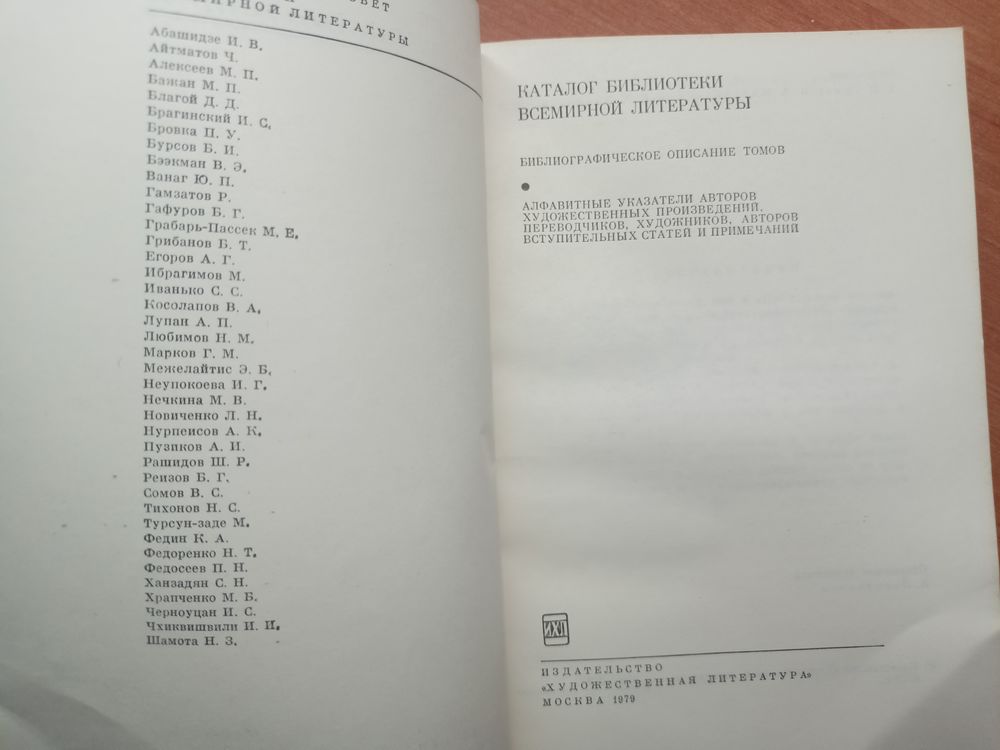 МИРНОЙ ЛИТЕРАТУРЫ
Абашидзе И. В.
Айтматов Ч.
Алексеев М. П.
Бажан М. П.
Благой Д. Д.
Брагинский И. С.
Бровка П. У.
Бурсов Б. И.
Бээкман В. Э.
Ванаг Ю. П.
Гамзатов Р.
Гафуров Б. Г.
Грабарь-Пассек М. Е.
Грибанов Б. Т.
Егоров А. Г.
Ибрагимов М.
Иванько С. С.
Косолапов В. А.
Лупан А. П.
Любимов Н. М.
Марков Г. М.
Межелайтис Э. Б.
Неупокоева И. Г.
Нечкина М. В.
Новиченко Л. Н.
Нурпеисов А. К.
Пузиков А. И.
Рашидов Ш. Р.
Реизов Б. Г.
Сомов В. С.
Тихонов Н. С.
Турсун-заде М.
Федин К. А.
Федоренко Н. Т.
Федосеев П. Н.
Ханзадян С. Н.
Храпченко М. Б.
Черноуцан И. С.
Чхиквишвили И. И.
Шамота Н. З.
КАТАЛОГ БИБЛИОТЕКИ
ВСЕМИРНОЙ ЛИТЕРАТУРЫ
БИБЛИОГРАФИЧЕСКОЕ ОПИСАНИЕ ТОМОВ
АЛФАВИТНЫЕ УКАЗАТЕЛИ АВТОРОВ
ХУДОЖЕСТВЕННЫХ ПРОИЗВЕДЕНИЙ,
ПЕРЕВОДЧИКОВ, ХУДОЖНИКОВ, АВТОРОВ
ВСТУПИТЕЛЬНЫХ СТАТЕЙ И ПРИМЕЧАНИЙ
ИХЛ
ИЗДАТЕЛЬСТВО
«ХУДОЖЕСТВЕННАЯ ЛИТЕРАТУРА»
МОСКВА 1979